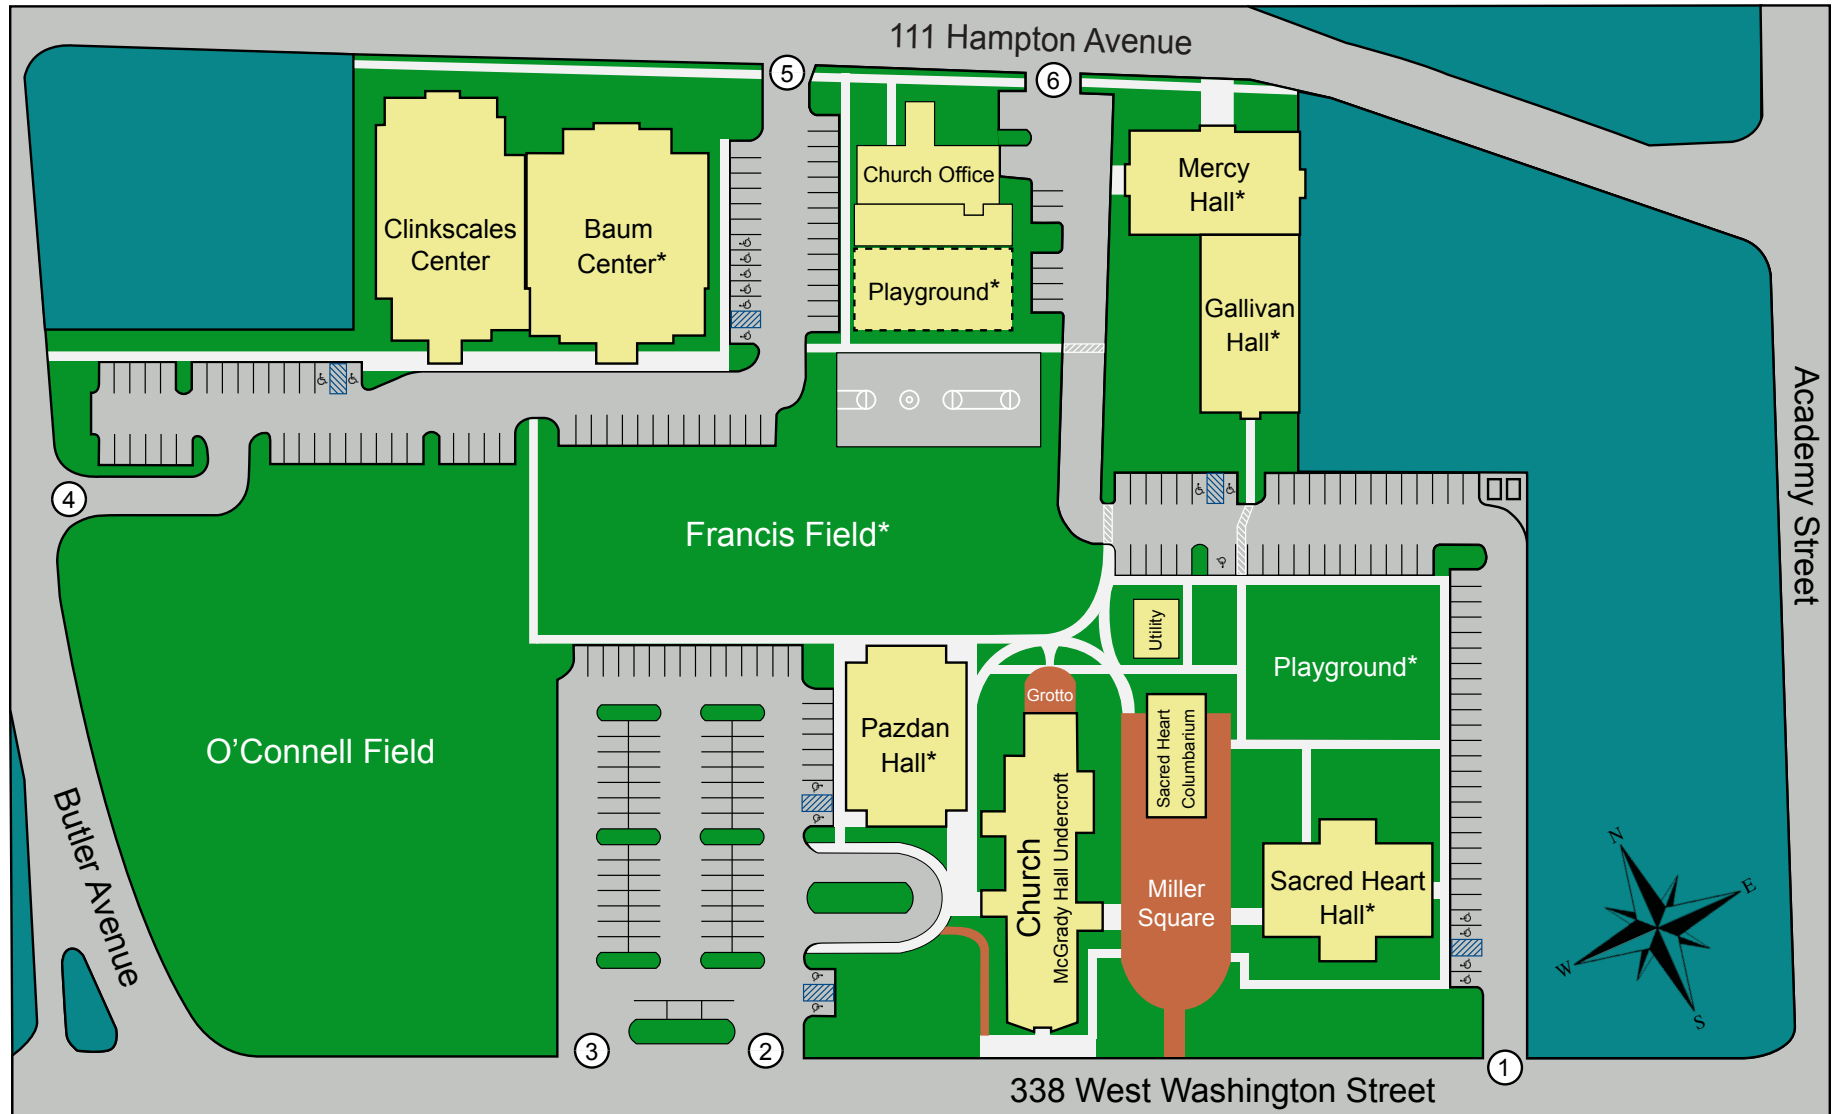 111 Hampton Avenue
5
6
Clinkscales
Center
Baum
Center*
Church Office
Playground*
Mercy
Hall*
Gallivan
Hall*
Academy Street
4
Francis Field*
Utility
Playground*
Grotto
Pazdan
Hall*
O'Connell Field
Sacred Heart
Columbarium
Church
McGrady Hall Undercroft
Miller
Square
Sacred Heart
Hall*
Butler Avenue
N
E
W
S
3
2
1
338 West Washington Street